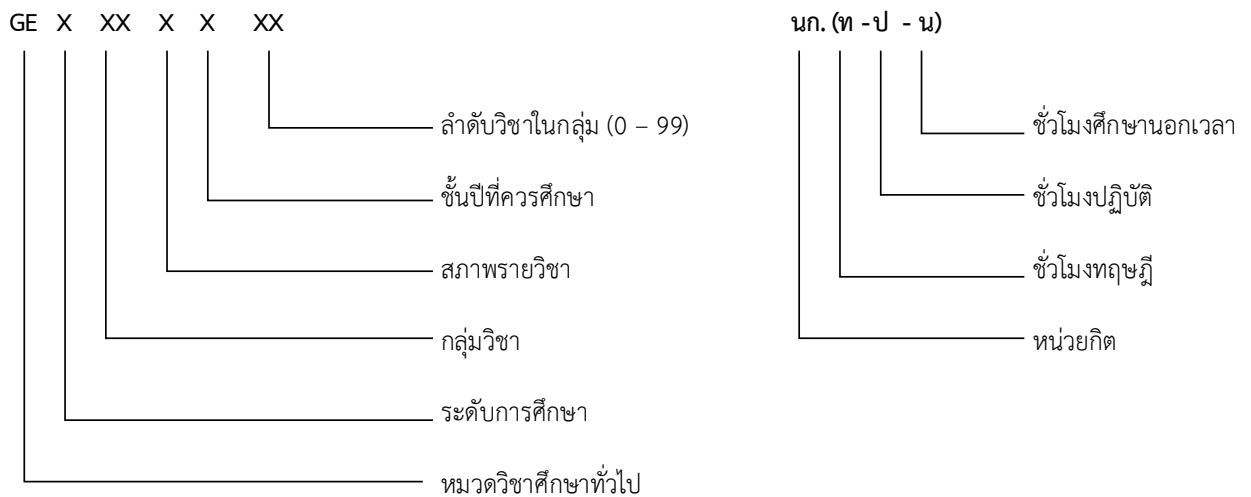 GE X XX X X XX นก. (ท - ป - น)
ลำดับวิชาในกลุ่ม (0 – 99) ชั่วโมงศึกษานอกเวลา
ชั้นปีที่ควรศึกษา ชั่วโมงปฏิบัติ
สภาพรายวิชา ชั่วโมงทฤษฎี
กลุ่มวิชา หน่วยกิต
ระดับการศึกษา
หมวดวิชาศึกษาทั่วไป